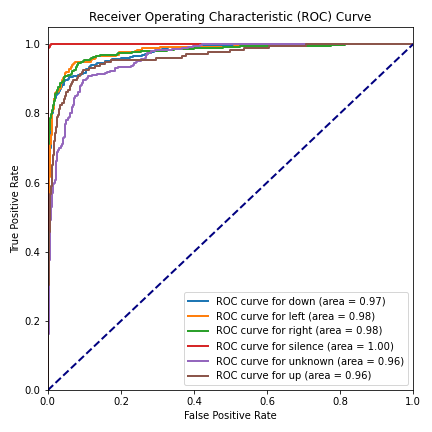 Receiver Operating Characteristic (ROC) Curve
1.0
0.8
0.6
0.4
0.2
0.0
True Positive Rate
ROC curve for down (area = 0.97)
ROC curve for left (area = 0.98)
ROC curve for right (area = 0.98)
ROC curve for silence (area = 1.00)
ROC curve for unknown (area = 0.96)
ROC curve for up (area = 0.96)
0.0 0.2 0.4 0.6 0.8 1.0
False Positive Rate